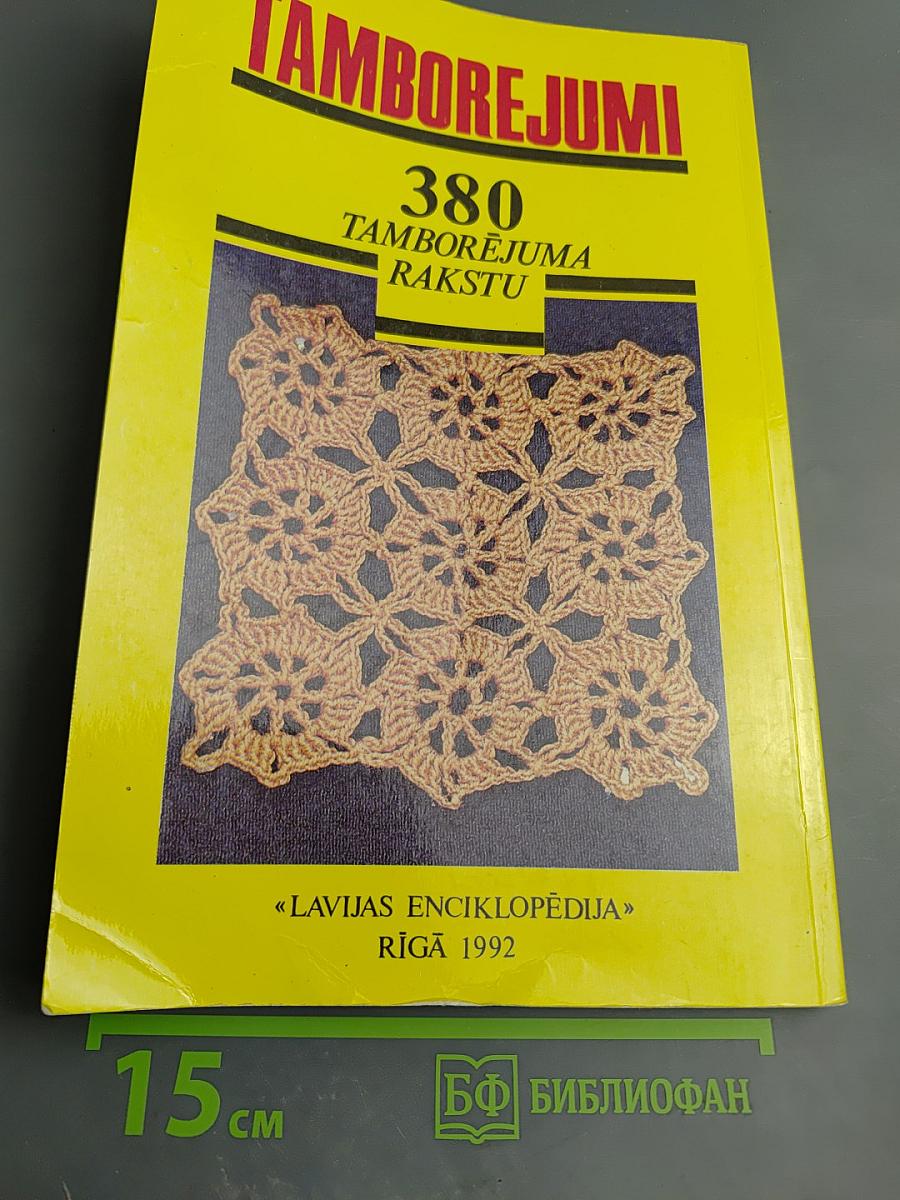 TAMBOREJUMI
380
TAMBORĒJUMA
RAKSTU
«LAVIJAS ENCIKLOPĒDIJA»
RĪGĀ 1992
15 СМ
БФ БИБЛИОФАН